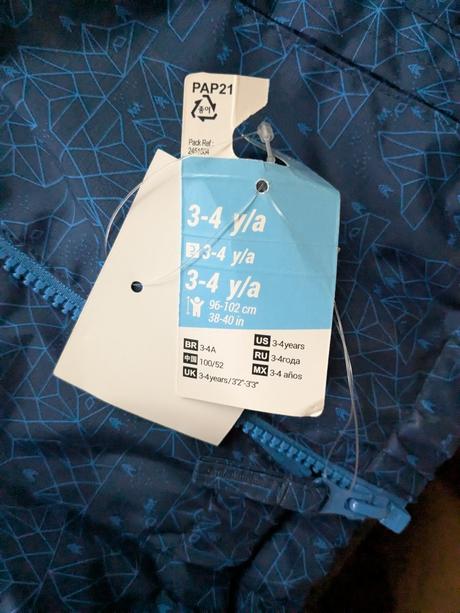 PAP21
종이
Pack Ref :
3-4 y/a
3-4 y/a
3-4 y/a
96-102 cm
38-40 in
BR 3-4A
US 3-4years
中国 100/52
RU 3-4года
UK 3-4years/3'2"-3'3"
MX 3-4 años